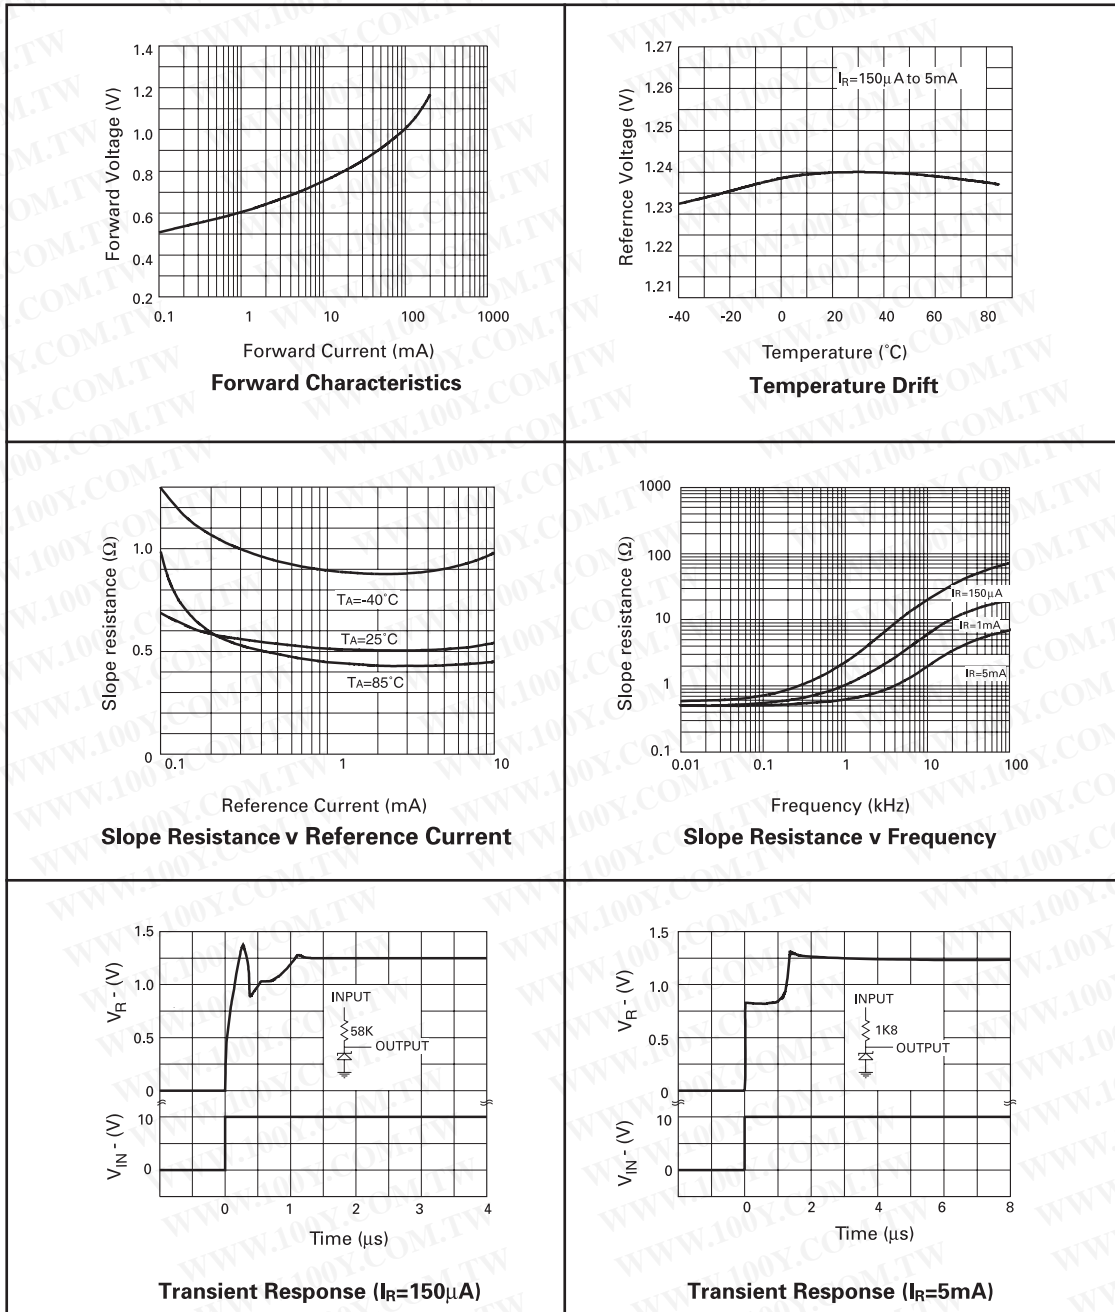 Forward Voltage (V)
1.4
1.2
1.0
0.8
0.6
0.4
0.2
0.1 1 10 100 1000
Forward Current (mA)
Forward Characteristics
Refernce Voltage (V)
1.27
1.26
1.25
1.24
1.23
1.22
1.21
IR=150μA to 5mA
-40 -20 0 20 40 60 80
Temperature (°C)
Temperature Drift
Slope resistance (Ω)
1.0
0.5
0
TA=-40°C
TA=25°C
TA=85°C
0.1 1 10
Reference Current (mA)
Slope Resistance v Reference Current
Slope resistance (Ω)
1000
100
10
1
0.1
IR=150μA
IR=1mA
IR=5mA
0.01 0.1 1 10 100
Frequency (kHz)
Slope Resistance v Frequency
VR - (V)
1.5
1.0
0.5
0
INPUT
58K
OUTPUT
VIN - (V)
10
0
0 1 2 3 4
Time (μs)
Transient Response (IR=150μA)
VR - (V)
1.5
1.0
0.5
0
INPUT
1K8
OUTPUT
VIN - (V)
10
0
0 2 4 6 8
Time (μs)
Transient Response (IR=5mA)
WWW.100Y.COM.TW